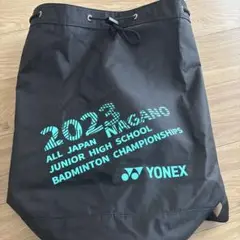 2023 NAGANO
ALL JAPAN
JUNIOR HIGH SCHOOL
BADMINTON CHAMPIONSHIPS
YONEX